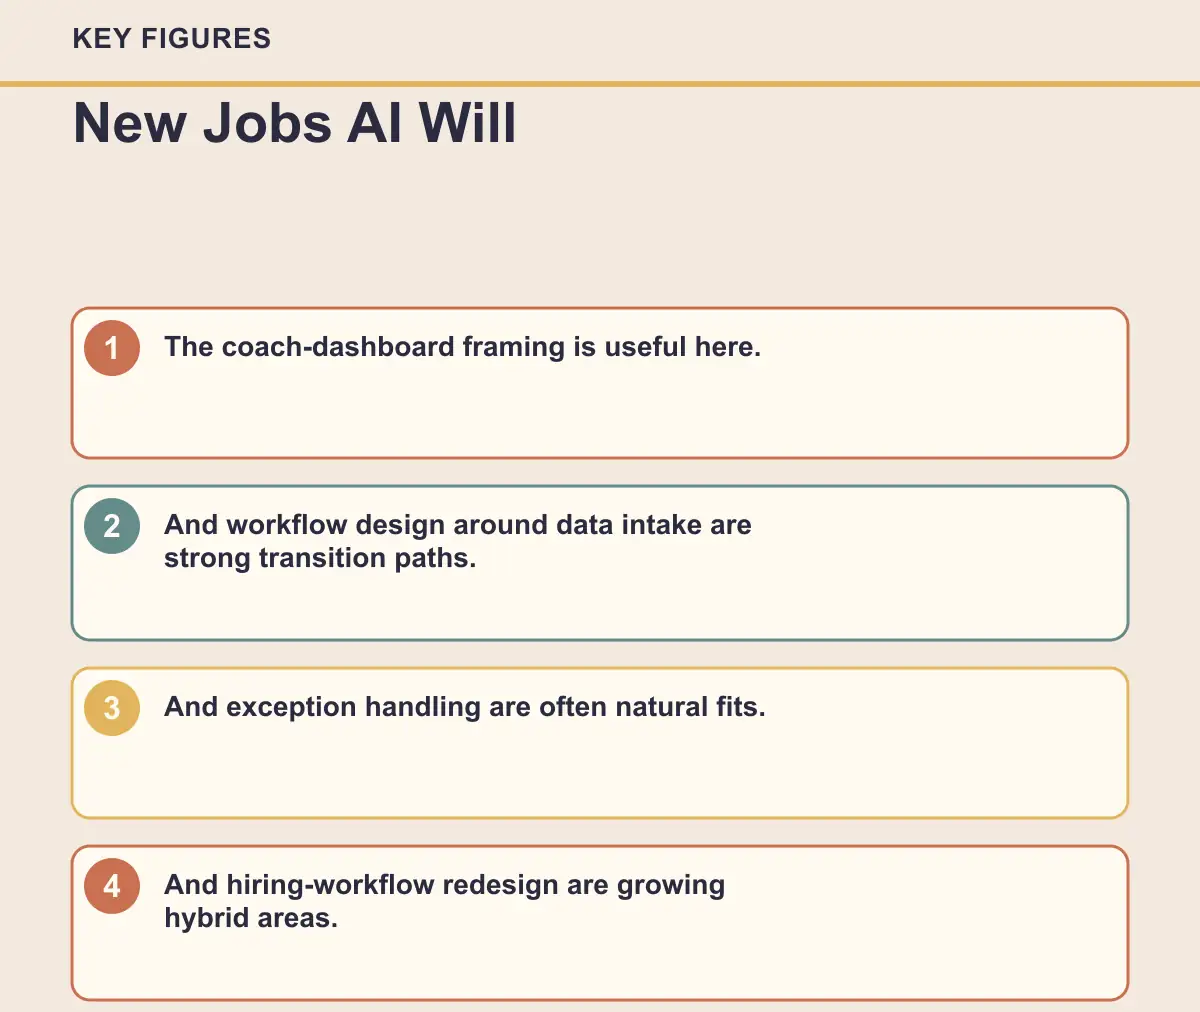 KEY FIGURES
New Jobs AI Will
1
The coach-dashboard framing is useful here.
2
And workflow design around data intake are
strong transition paths.
3
And exception handling are often natural fits.
4
And hiring-workflow redesign are growing
hybrid areas.